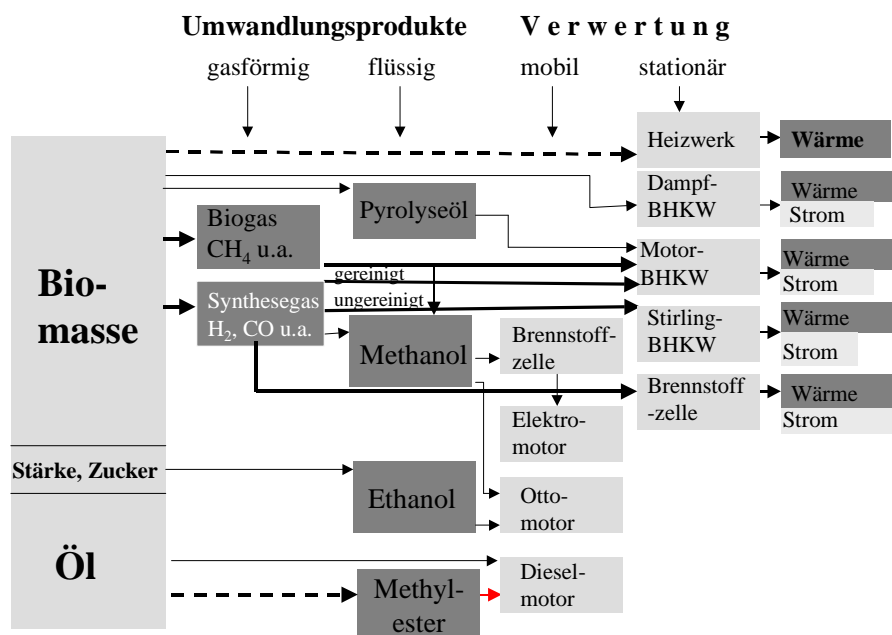 Umwandlungsprodukte
V e r w e r t u n g
gasförmig
flüssig
mobil
stationär
Heizwerk
Wärme
Dampf-
BHKW
Wärme
Strom
Pyrolyseöl
Biogas
CH₄ u.a.
Motor-
BHKW
Wärme
Strom
gereinigt
Bio-
masse
Synthesegas
H₂, CO u.a.
ungereinigt
Stirling-
BHKW
Wärme
Strom
Methanol
Brennstoff-
zelle
Brennstoff
-zelle
Wärme
Strom
Elektro-
motor
Stärke, Zucker
Ethanol
Otto-
motor
Öl
Diesel-
motor
Methyl-
ester